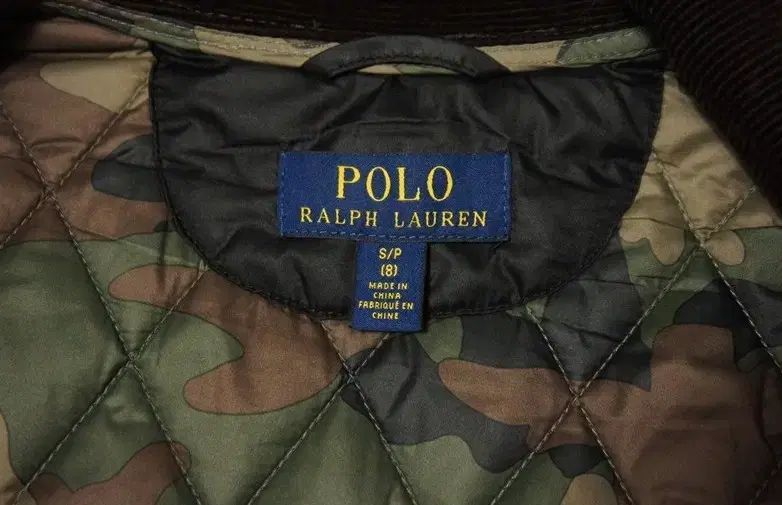 POLO
RALPH LAUREN
S/P
(8)
MADE IN
CHINA
FABRIQUÉ EN
CHINE